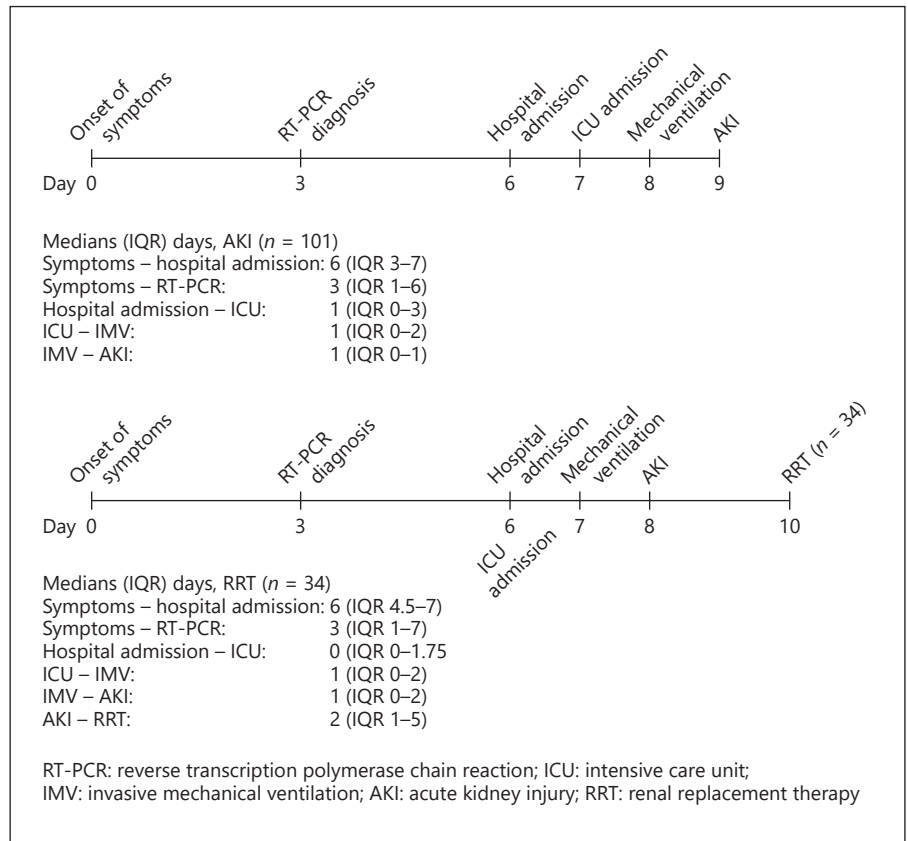 Onset of
symptoms
RT-PCR
diagnosis
Hospital
admission
ICU admission
Mechanical
ventilation
AKI
Day 0 3 6 7 8 9
Medians (IQR) days, AKI (n = 101)
Symptoms – hospital admission: 6 (IQR 3–7)
Symptoms – RT-PCR: 3 (IQR 1–6)
Hospital admission – ICU: 1 (IQR 0–3)
ICU – IMV: 1 (IQR 0–2)
IMV – AKI: 1 (IQR 0–1)
Onset of
symptoms
RT-PCR
diagnosis
Hospital
admission
Mechanical
ventilation
AKI
RRT (n = 34)
Day 0 3 6 7 8 10
ICU
admission
Medians (IQR) days, RRT (n = 34)
Symptoms – hospital admission: 6 (IQR 4.5–7)
Symptoms – RT-PCR: 3 (IQR 1–7)
Hospital admission – ICU: 0 (IQR 0–1.75
ICU – IMV: 1 (IQR 0–2)
IMV – AKI: 1 (IQR 0–2)
AKI – RRT: 2 (IQR 1–5)
RT-PCR: reverse transcription polymerase chain reaction; ICU: intensive care unit;
IMV: invasive mechanical ventilation; AKI: acute kidney injury; RRT: renal replacement therapy